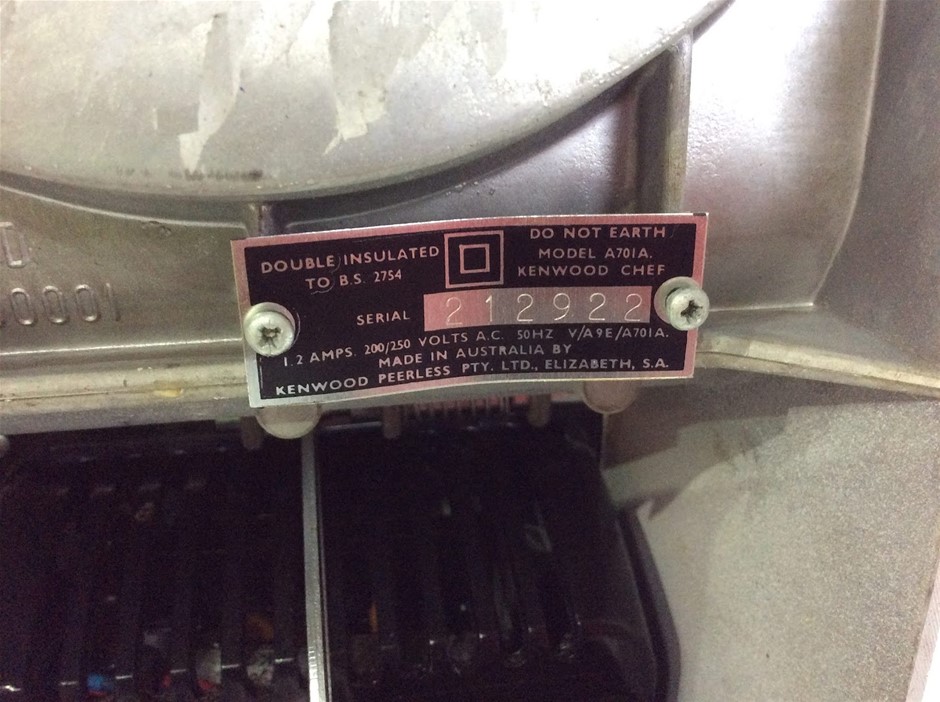 DOUBLE INSULATED
TO B.S. 2754
DO NOT EARTH
MODEL A701A.
KENWOOD CHEF
SERIAL 212922
1.2 AMPS. 200/250 VOLTS A.C. 50HZ V/A9E/A701A.
MADE IN AUSTRALIA BY
KENWOOD PEERLESS PTY. LTD., ELIZABETH, S.A.